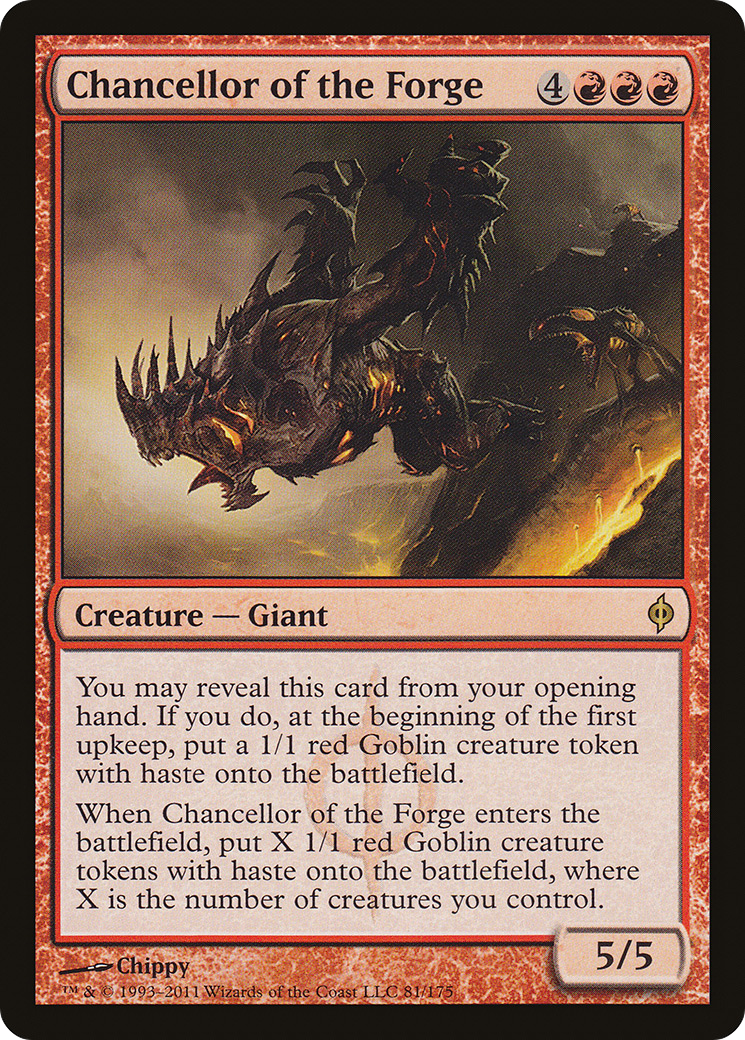 Chancellor of the Forge 4
Creature — Giant
You may reveal this card from your opening
hand. If you do, at the beginning of the first
upkeep, put a 1/1 red Goblin creature token
with haste onto the battlefield.
When Chancellor of the Forge enters the
battlefield, put X 1/1 red Goblin creature
tokens with haste onto the battlefield, where
X is the number of creatures you control.
5/5
Chippy
™ & © 1993–2011 Wizards of the Coast LLC 81/175